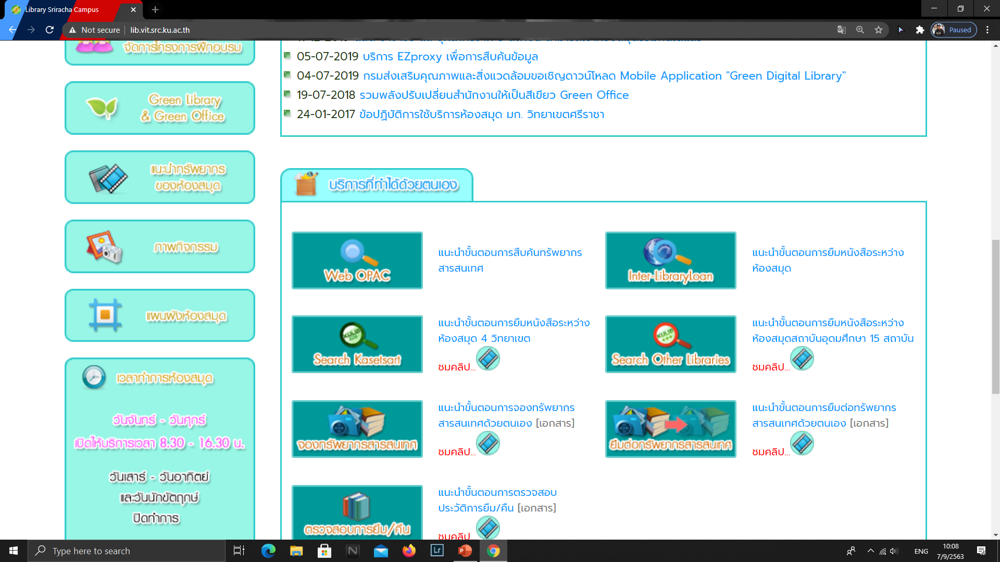 Library Sriracha Campus
Not secure
lib.vit.src.ku.ac.th
Paused
จัดการโครงการฝึกอบรม
Green Library
& Green Office
แนะนำทรัพยากร
ของห้องสมุด
ภาพกิจกรรม
แผนผังห้องสมุด
เวลาทำการห้องสมุด
วันจันทร์ - วันศุกร์
เปิดให้บริการเวลา 8.30 - 16.30 น.
วันเสาร์ - วันอาทิตย์
และวันนักขัตฤกษ์
ปิดทำการ
05-07-2019 บริการ EZproxy เพื่อการสืบค้นข้อมูล
04-07-2019 กรมส่งเสริมคุณภาพและสิ่งแวดล้อมขอเชิญดาวน์โหลด Mobile Application "Green Digital Library"
19-07-2018 รวมพลังปรับเปลี่ยนสำนักงานให้เป็นสีเขียว Green Office
24-01-2017 ข้อปฏิบัติการใช้บริการห้องสมุด มก. วิทยาเขตศรีราชา
บริการที่ทำได้ด้วยตนเอง
Web OPAC
แนะนำขั้นตอนการสืบค้นทรัพยากร
สารสนเทศ
Inter-LibraryLoan
แนะนำขั้นตอนการยืมหนังสือระหว่าง
ห้องสมุด
KULIB
Search Kasetsart
แนะนำขั้นตอนการยืมหนังสือระหว่าง
ห้องสมุด 4 วิทยาเขต
ชมคลิป...
KULIB
+++
Search Other Libraries
แนะนำขั้นตอนการยืมหนังสือระหว่าง
ห้องสมุดสถาบันอุดมศึกษา 15 สถาบัน
ชมคลิป...
จองทรัพยากรสารสนเทศ
แนะนำขั้นตอนการจองทรัพยากร
สารสนเทศด้วยตนเอง [เอกสาร]
ชมคลิป...
ยืมต่อทรัพยากรสารสนเทศ
แนะนำขั้นตอนการยืมต่อทรัพยากร
สารสนเทศด้วยตนเอง [เอกสาร]
ชมคลิป...
ตรวจสอบการยืม/คืน
แนะนำขั้นตอนการตรวจสอบ
ประวัติการยืม/คืน [เอกสาร]
ชมคลิป...
Type here to search
Lr
P
ENG
10:08
7/9/2563